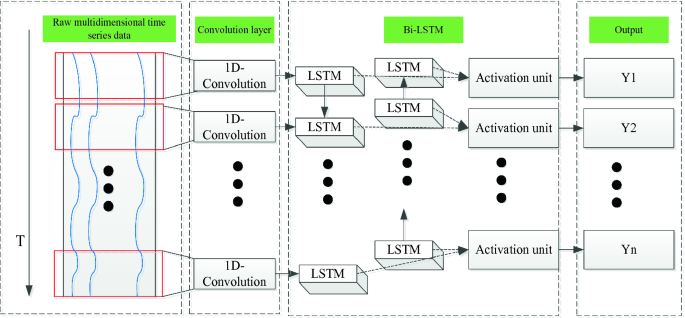 Raw multidimensional time
series data
Convolution layer
Bi-LSTM
Output
1D-
Convolution
LSTM
LSTM
Activation unit
Y1
1D-
Convolution
LSTM
LSTM
Activation unit
Y2
T
1D-
Convolution
LSTM
LSTM
Activation unit
Yn